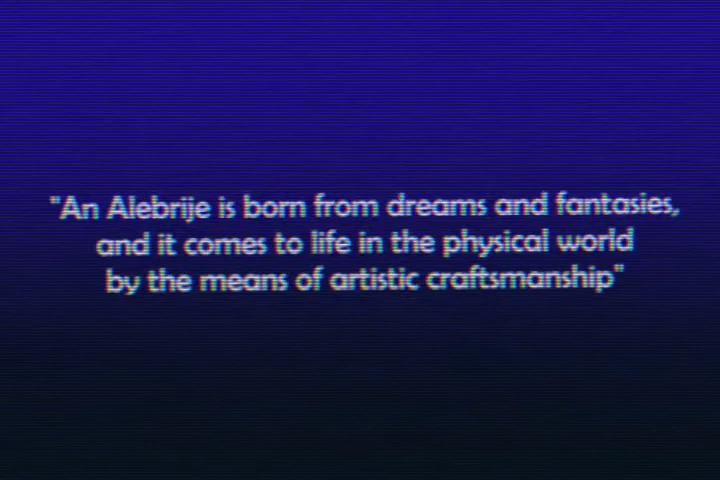 "An Alebrije is born from dreams and fantasies,
and it comes to life in the physical world
by the means of artistic craftsmanship"